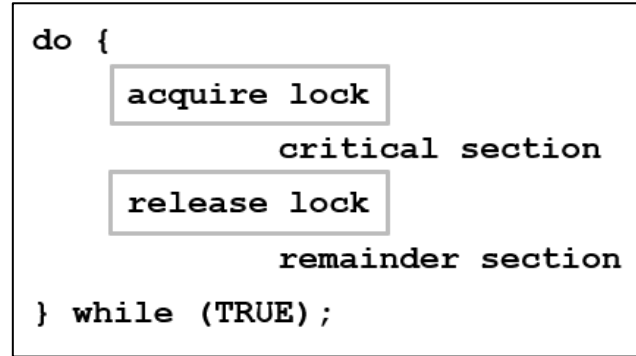 do {
acquire lock
critical section
release lock
remainder section
} while (TRUE);